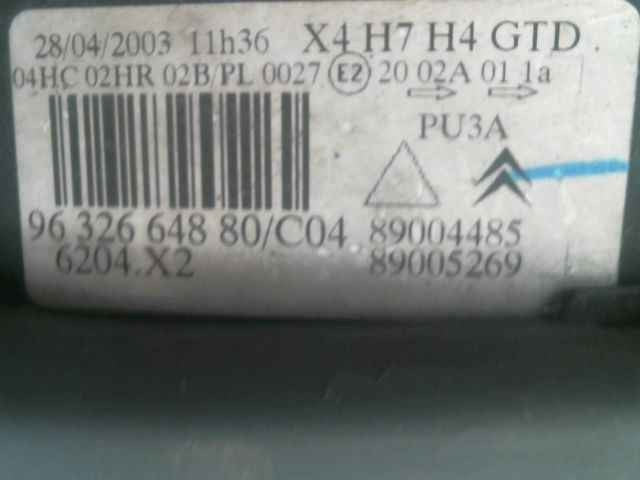 28/04/2003 11h36 X4 H7 H4 GTD
04HC 02HR 02B/PL 0027 E2 20 02A 01 1a
PU3A
96 326 648 80/C04 89004485
6204.X2 89005269